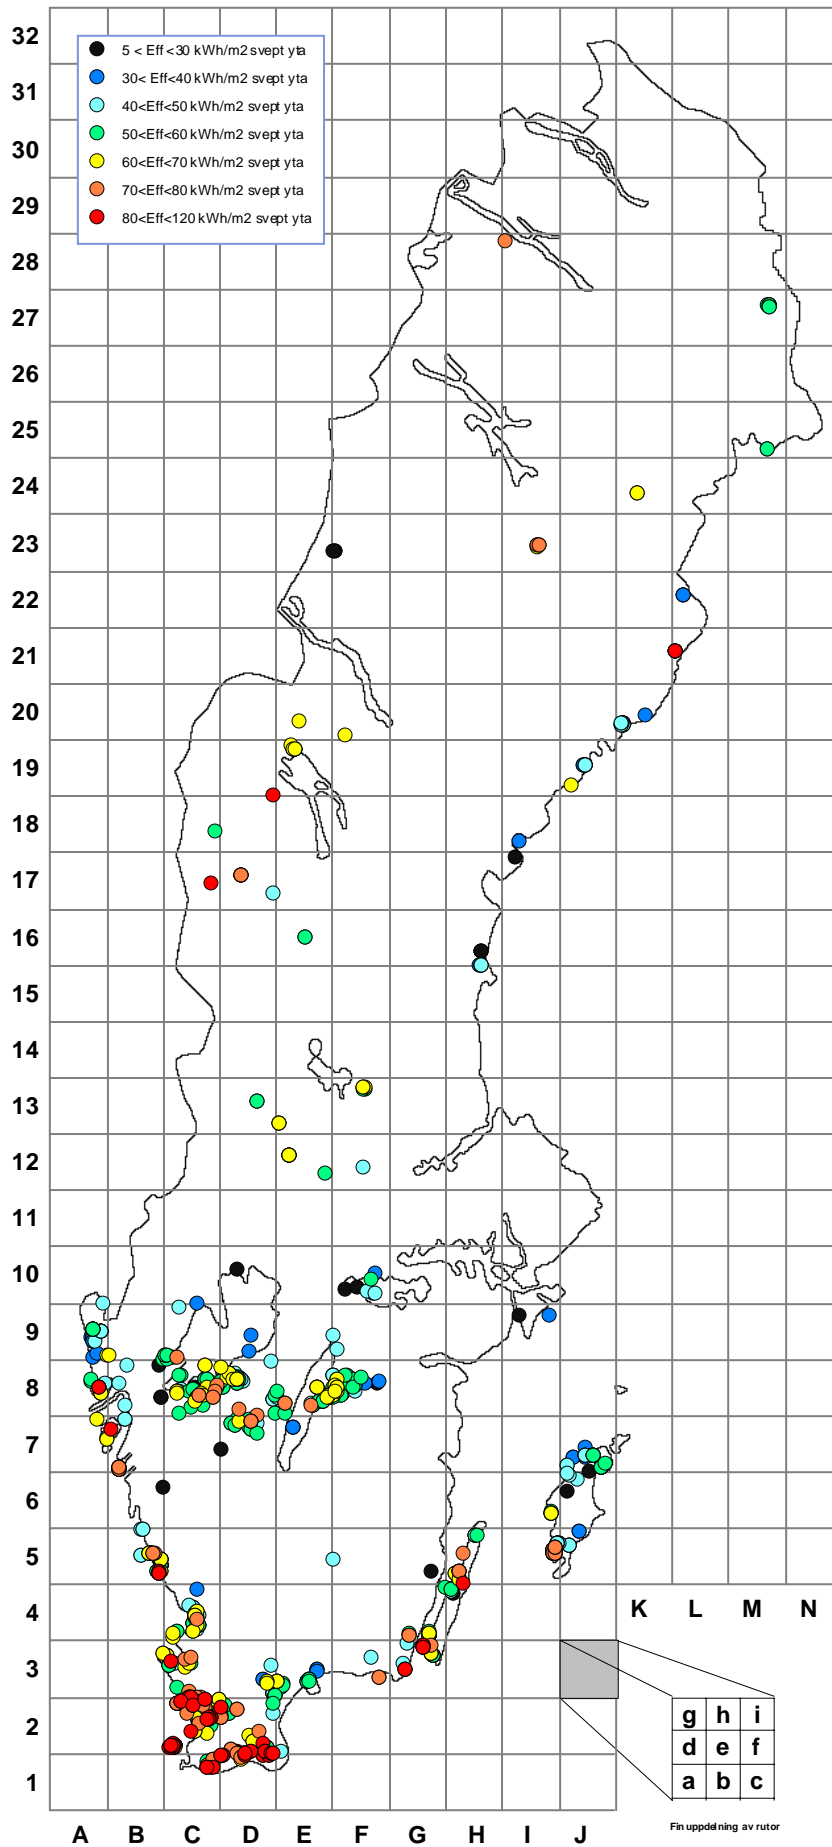 32
5 < Eff <30 kWh/m2 svept yta
30< Eff<40 kWh/m2 svept yta
31
40<Eff<50 kWh/m2 svept yta
50<Eff<60 kWh/m2 svept yta
30
60<Eff<70 kWh/m2 svept yta
70<Eff<80 kWh/m2 svept yta
29
80<Eff<120 kWh/m2 svept yta
28
27
26
25
24
23
22
21
20
19
18
17
16
15
14
13
12
11
10
9
8
7
6
5
4
K L M N
3
g h i
2
d e f
a b c
1
Finuppdelning av rutor
A B C D E F G H I J